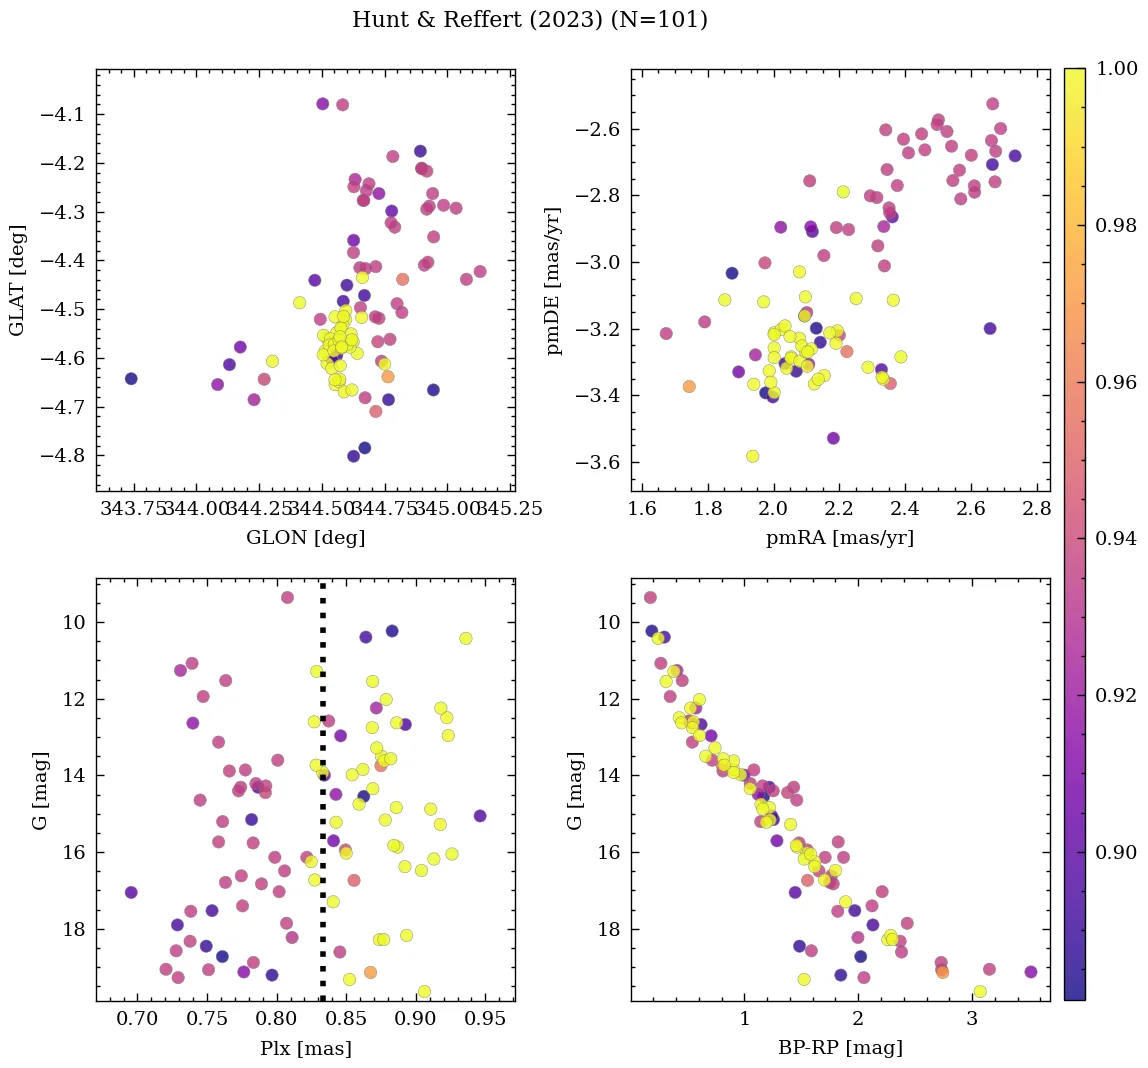 Hunt & Reffert (2023) (N=101)
−4.1
−4.2
−4.3
−4.4
−4.5
−4.6
−4.7
−4.8
GLAT [deg]
343.75 344.00 344.25 344.50 344.75 345.00 345.25
GLON [deg]
−2.6
−2.8
−3.0
−3.2
−3.4
−3.6
pmDE [mas/yr]
1.6 1.8 2.0 2.2 2.4 2.6 2.8
pmRA [mas/yr]
10
12
14
16
18
G [mag]
0.70 0.75 0.80 0.85 0.90 0.95
Plx [mas]
10
12
14
16
18
G [mag]
1 2 3
BP-RP [mag]
1.00
0.98
0.96
0.94
0.92
0.90